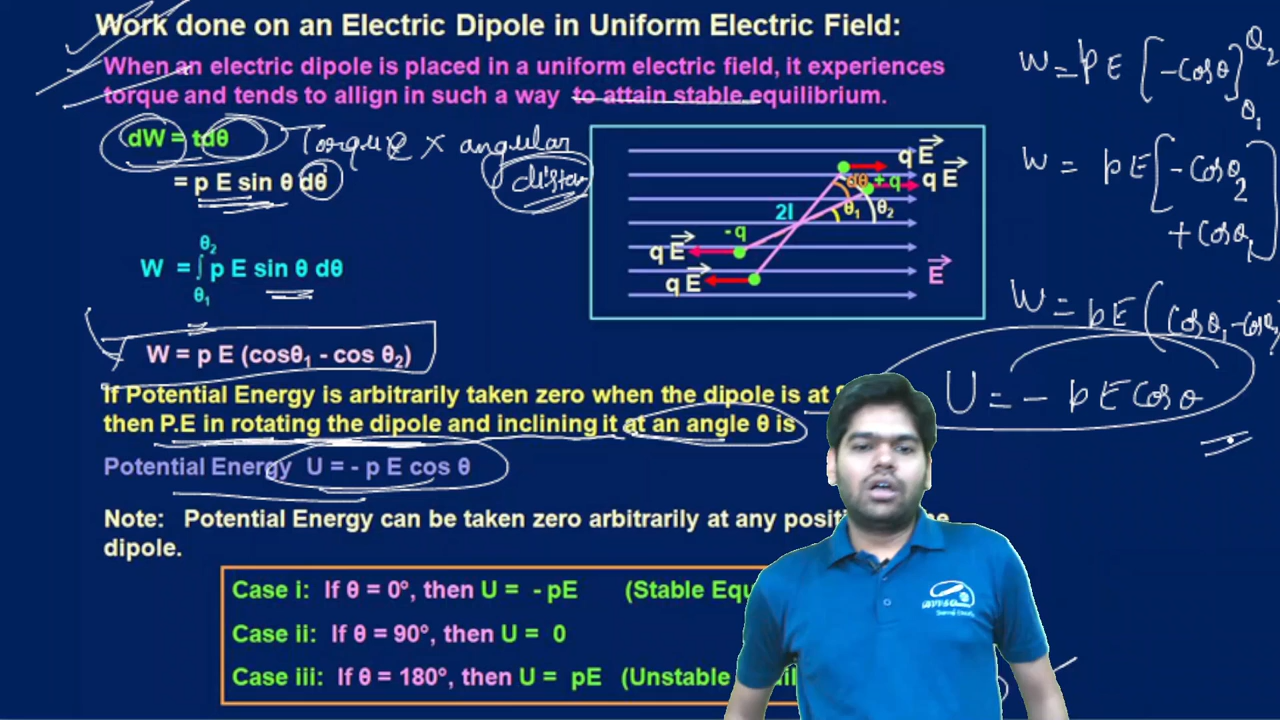 Work done on an Electric Dipole in Uniform Electric Field:
When an electric dipole is placed in a uniform electric field, it experiences
torque and tends to allign in such a way to attain stable equilibrium.
dW = tdθ
Torque × angular
= p E sin θ dθ
W = ∫ p E sin θ dθ
θ2
θ1
W = p E (cosθ1 - cos θ2)
If Potential Energy is arbitrarily taken zero when the dipole is at
then P.E in rotating the dipole and inclining it at an angle θ is
Potential Energy U = - p E cos θ
Note: Potential Energy can be taken zero arbitrarily at any
dipole.
Case i: If θ = 0°, then U = - pE (Stable
Case ii: If θ = 90°, then U = 0
Case iii: If θ = 180°, then U = pE (Unstable
qE
dθ +q qE
2l θ1 θ2
-q
qE
qE
E
W = PE [-Cosθ]
θ2
θ1
W = pE [-Cosθ2
+ Cosθ1]
W = pE (Cosθ1 - Cosθ2
U = - pE Cosθ